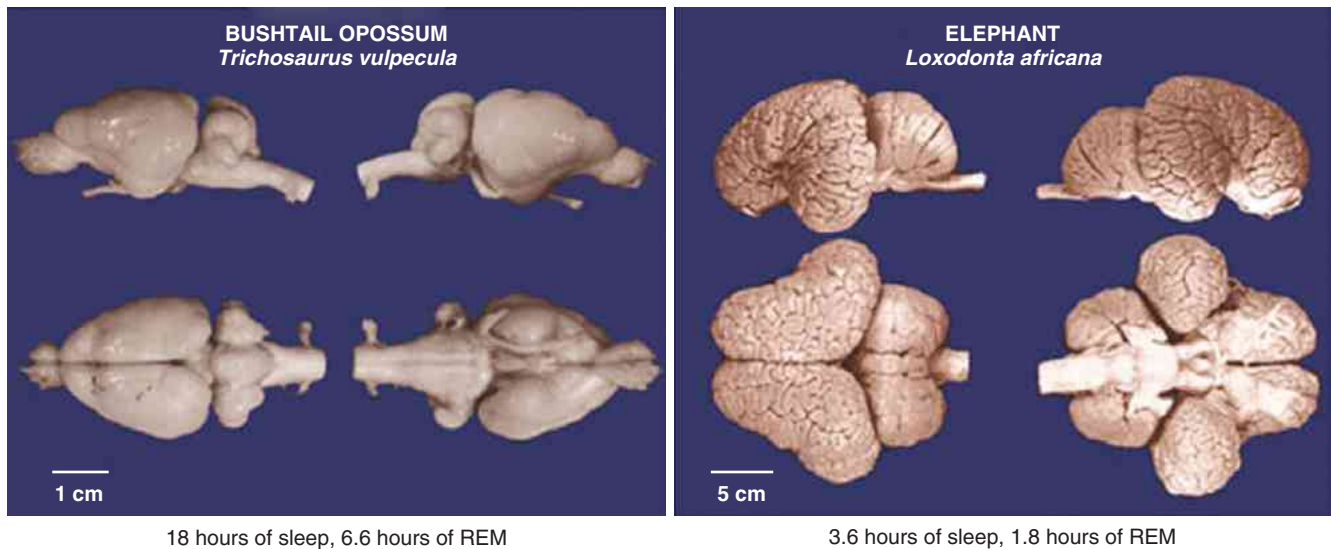 BUSHTAIL OPOSSUM
Trichosaurus vulpecula
1 cm
18 hours of sleep, 6.6 hours of REM
ELEPHANT
Loxodonta africana
5 cm
3.6 hours of sleep, 1.8 hours of REM